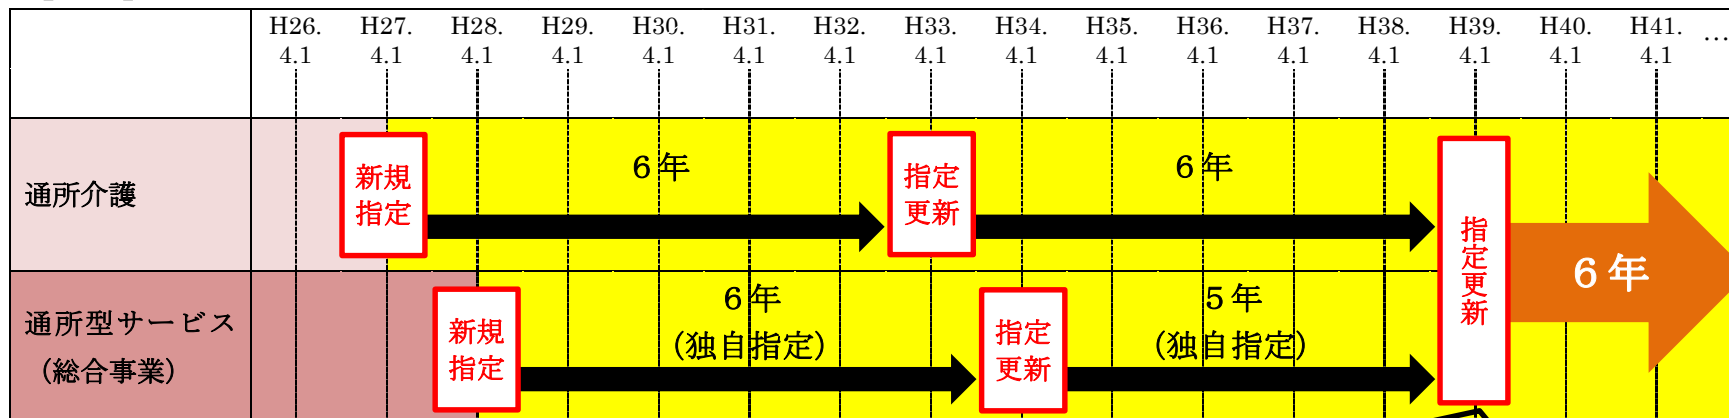 H26. H27. H28. H29. H30. H31. H32. H33. H34. H35. H36. H37. H38. H39. H40. H41. …
4.1 4.1 4.1 4.1 4.1 4.1 4.1 4.1 4.1 4.1 4.1 4.1 4.1 4.1 4.1 4.1
通所介護
新規
指定
6年
指定
更新
6年
指定更新
6年
通所型サービス
(総合事業)
新規
指定
6年
(独自指定)
指定
更新
5年
(独自指定)